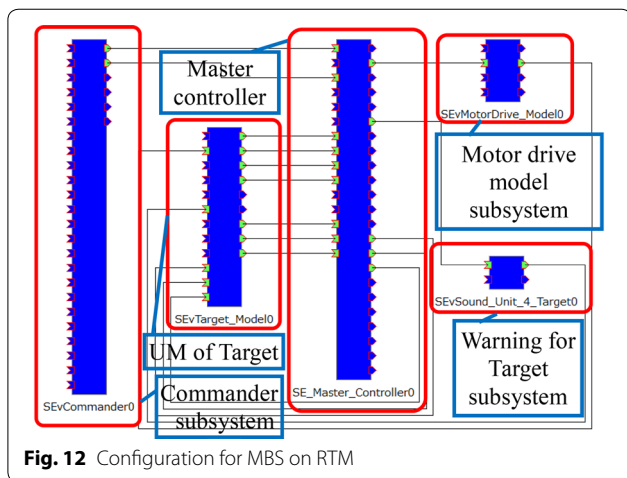 Master
controller
SEvMotorDrive_Model0
Motor drive
model
subsystem
SEvTarget_Model0
UM of Target
SEvSound_Unit_4_Target0
Warning for
Target
subsystem
SEvCommander0
Commander
subsystem
SE_Master_Controller0
Fig. 12 Configuration for MBS on RTM